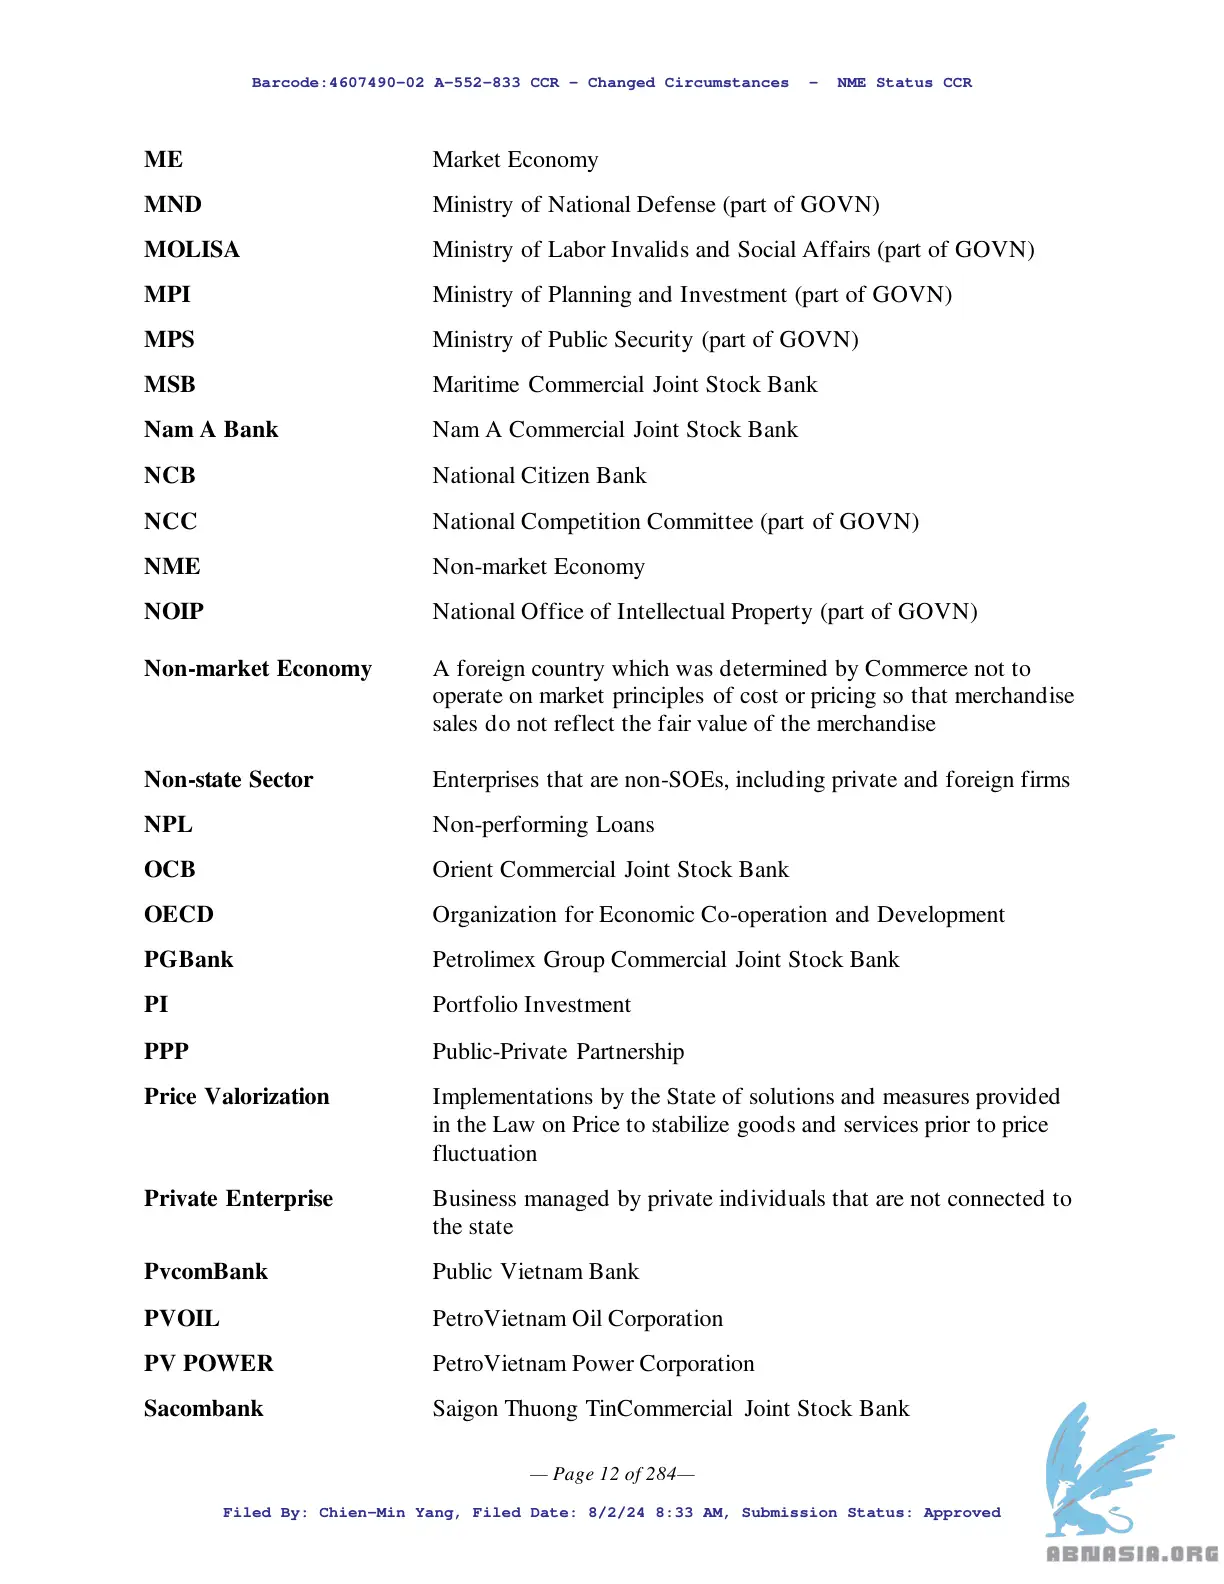 Barcode:4607490-02 A-552-833 CCR - Changed Circumstances - NME Status CCR
ME Market Economy
MND Ministry of National Defense (part of GOVN)
MOLISA Ministry of Labor Invalids and Social Affairs (part of GOVN)
MPI Ministry of Planning and Investment (part of GOVN)
MPS Ministry of Public Security (part of GOVN)
MSB Maritime Commercial Joint Stock Bank
Nam A Bank Nam A Commercial Joint Stock Bank
NCB National Citizen Bank
NCC National Competition Committee (part of GOVN)
NME Non-market Economy
NOIP National Office of Intellectual Property (part of GOVN)
Non-market Economy A foreign country which was determined by Commerce not to
operate on market principles of cost or pricing so that merchandise
sales do not reflect the fair value of the merchandise
Non-state Sector Enterprises that are non-SOEs, including private and foreign firms
NPL Non-performing Loans
OCB Orient Commercial Joint Stock Bank
OECD Organization for Economic Co-operation and Development
PGBank Petrolimex Group Commercial Joint Stock Bank
PI Portfolio Investment
PPP Public-Private Partnership
Price Valorization Implementations by the State of solutions and measures provided
in the Law on Price to stabilize goods and services prior to price
fluctuation
Private Enterprise Business managed by private individuals that are not connected to
the state
PvcomBank Public Vietnam Bank
PVOIL PetroVietnam Oil Corporation
PV POWER PetroVietnam Power Corporation
Sacombank Saigon Thuong TinCommercial Joint Stock Bank
— Page 12 of 284—
Filed By: Chien-Min Yang, Filed Date: 8/2/24 8:33 AM, Submission Status: Approved
ABNASIA.ORG